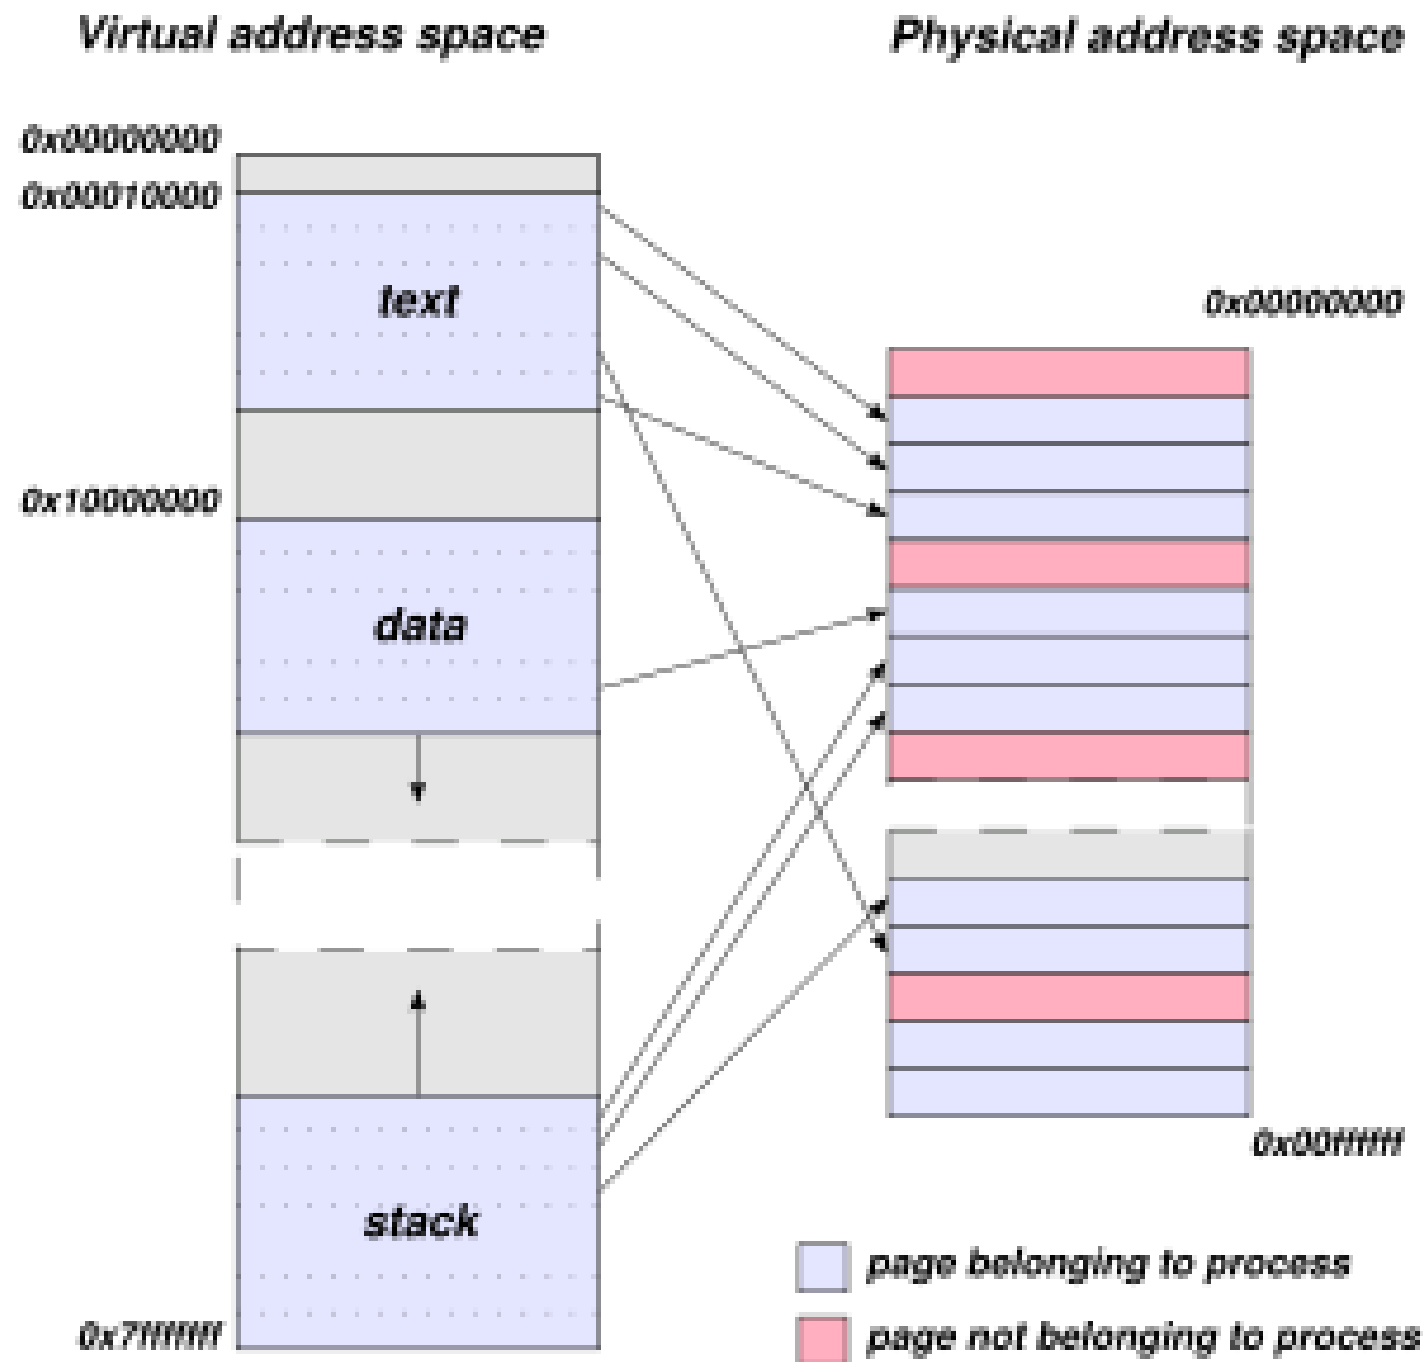 Virtual address space
Physical address space
0x00000000
0x00010000
text
0x00000000
0x10000000
data
0x00ffffff
stack
page belonging to process
0x7fffffff
page not belonging to process